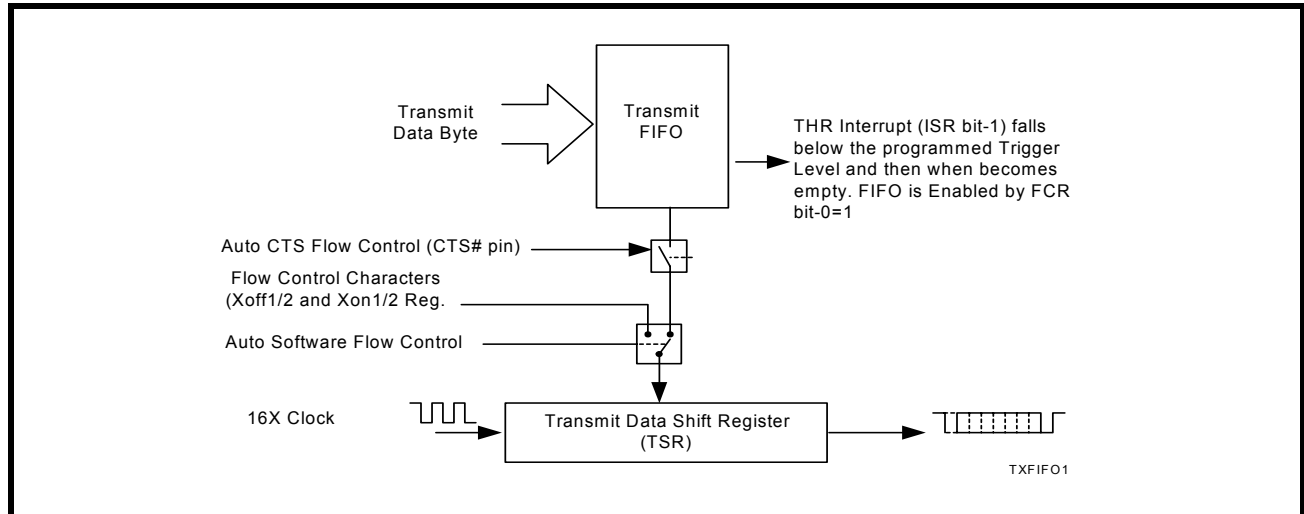 Transmit
Data Byte
Transmit
FIFO
THR Interrupt (ISR bit-1) falls
below the programmed Trigger
Level and then when becomes
empty. FIFO is Enabled by FCR
bit-0=1
Auto CTS Flow Control (CTS# pin)
Flow Control Characters
(Xoff1/2 and Xon1/2 Reg.
Auto Software Flow Control
16X Clock
Transmit Data Shift Register
(TSR)
TXFIFO1